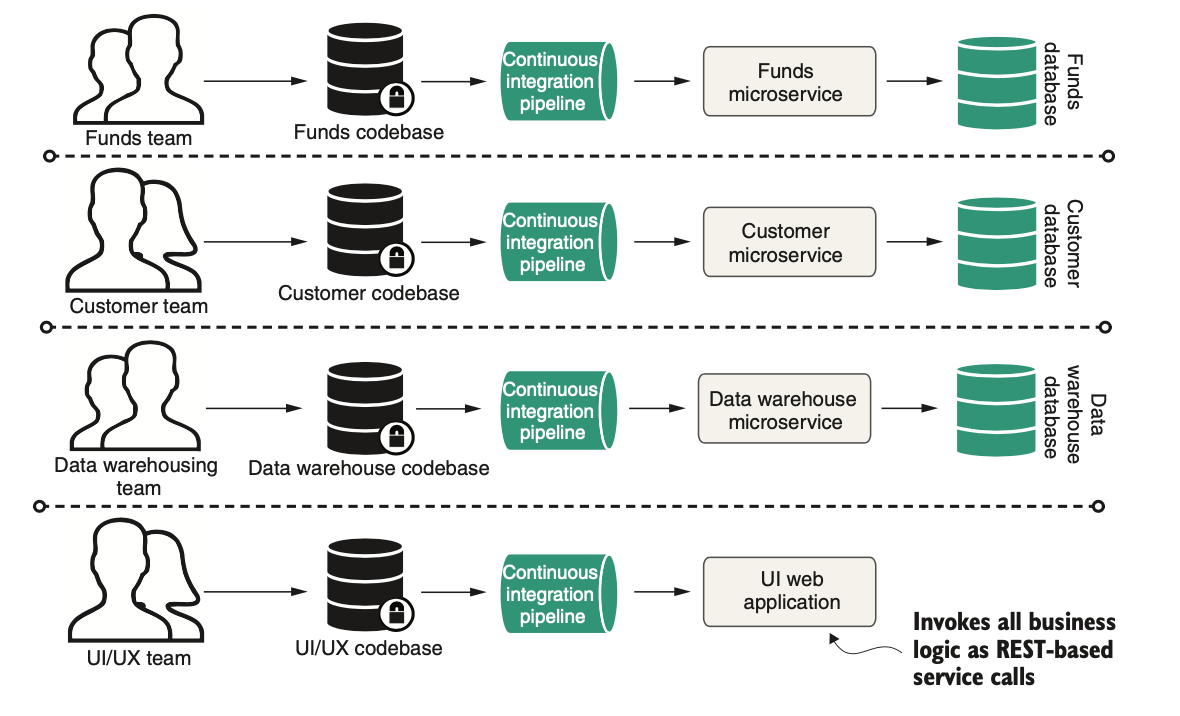 Funds team
Funds codebase
Continuous
integration
pipeline
Funds
microservice
Funds
database
Customer team
Customer codebase
Continuous
integration
pipeline
Customer
microservice
Customer
database
Data warehousing
team
Data warehouse codebase
Continuous
integration
pipeline
Data warehouse
microservice
Data
warehouse
database
UI/UX team
UI/UX codebase
Continuous
integration
pipeline
UI web
application
Invokes all business
logic as REST-based
service calls